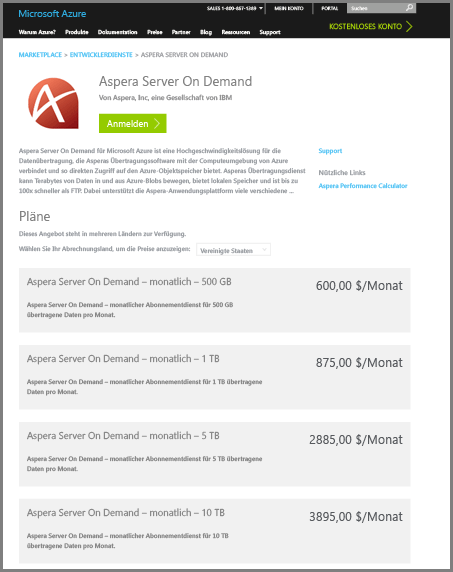 Microsoft Azure
SALES 1-800-867-1389
MEIN KONTO
PORTAL
Suchen
KOSTENLOSES KONTO
Warum Azure?
Produkte
Dokumentation
Preise
Partner
Blog
Ressourcen
Support
MARKETPLACE > ENTWICKLERDIENSTE > ASPERA SERVER ON DEMAND
Aspera Server On Demand
Von Aspera, Inc, eine Gesellschaft von IBM
Anmelden
Aspera Server On Demand für Microsoft Azure ist eine Hochgeschwindigkeitslösung für die
Datenübertragung, die Asperas Übertragungssoftware mit der Computeumgebung von Azure
verbindet und so direkten Zugriff auf den Azure-Objektspeicher bietet. Asperas Übertragungsdienst
kann Terabytes von Daten in und aus Azure-Blobs bewegen, bietet lokalen Speicher und ist bis zu
100x schneller als FTP. Dabei unterstützt die Aspera-Anwendungsplattform viele verschiedene ...
Support
Nützliche Links
Aspera Performance Calculator
Pläne
Dieses Angebot steht in mehreren Ländern zur Verfügung.
Wählen Sie Ihr Abrechnungsland, um die Preise anzuzeigen:
Vereinigte Staaten
Aspera Server On Demand – monatlich – 500 GB
600,00 $/Monat
Aspera Server On Demand – monatlicher Abonnementdienst für 500 GB
übertragene Daten pro Monat.
Aspera Server On Demand – monatlich – 1 TB
875,00 $/Monat
Aspera Server On Demand – monatlicher Abonnementdienst für 1 TB übertragene
Daten pro Monat.
Aspera Server On Demand – monatlich – 5 TB
2885,00 $/Monat
Aspera Server On Demand – monatlicher Abonnementdienst für 5 TB übertragene
Daten pro Monat.
Aspera Server On Demand – monatlich – 10 TB
3895,00 $/Monat
Aspera Server On Demand – monatlicher Abonnementdienst für 10 TB
übertragene Daten pro Monat.